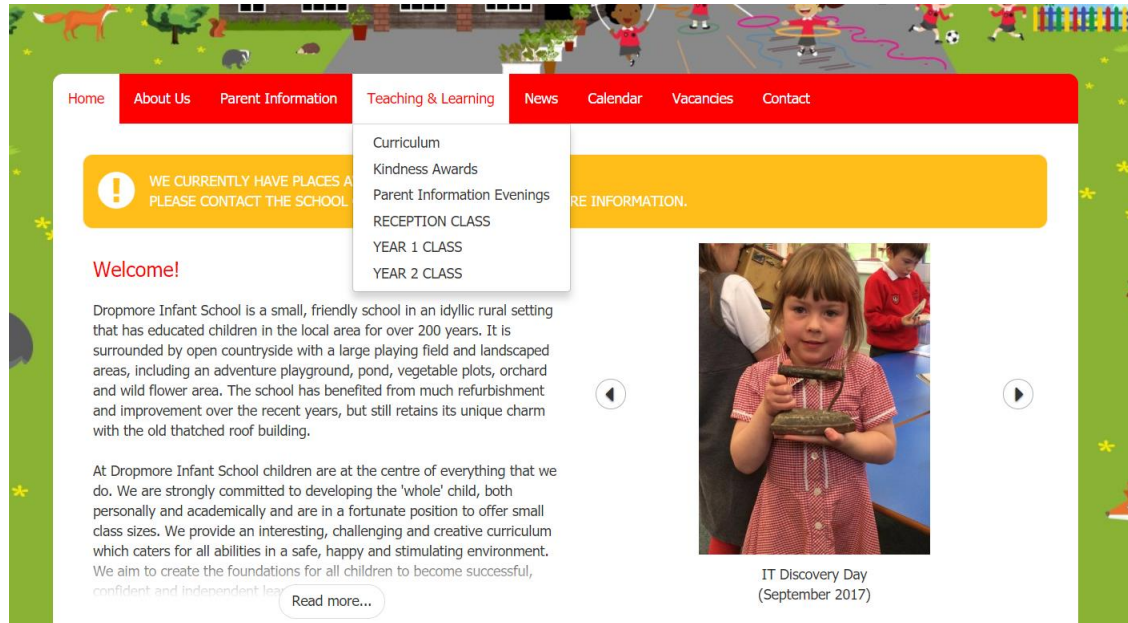 Home About Us Parent Information Teaching & Learning News Calendar Vacancies Contact
Curriculum
Kindness Awards
Parent Information Evenings
RECEPTION CLASS
YEAR 1 CLASS
YEAR 2 CLASS
WE CURRENTLY HAVE PLACES
PLEASE CONTACT THE SCHOOL INFORMATION.
Welcome!
Dropmore Infant School is a small, friendly school in an idyllic rural setting
that has educated children in the local area for over 200 years. It is
surrounded by open countryside with a large playing field and landscaped
areas, including an adventure playground, pond, vegetable plots, orchard
and wild flower area. The school has benefited from much refurbishment
and improvement over the recent years, but still retains its unique charm
with the old thatched roof building.
At Dropmore Infant School children are at the centre of everything that we
do. We are strongly committed to developing the 'whole' child, both
personally and academically and are in a fortunate position to offer small
class sizes. We provide an interesting, challenging and creative curriculum
which caters for all abilities in a safe, happy and stimulating environment.
We aim to create the foundations for all children to become successful,
confident and independent
Read more...
IT Discovery Day
(September 2017)